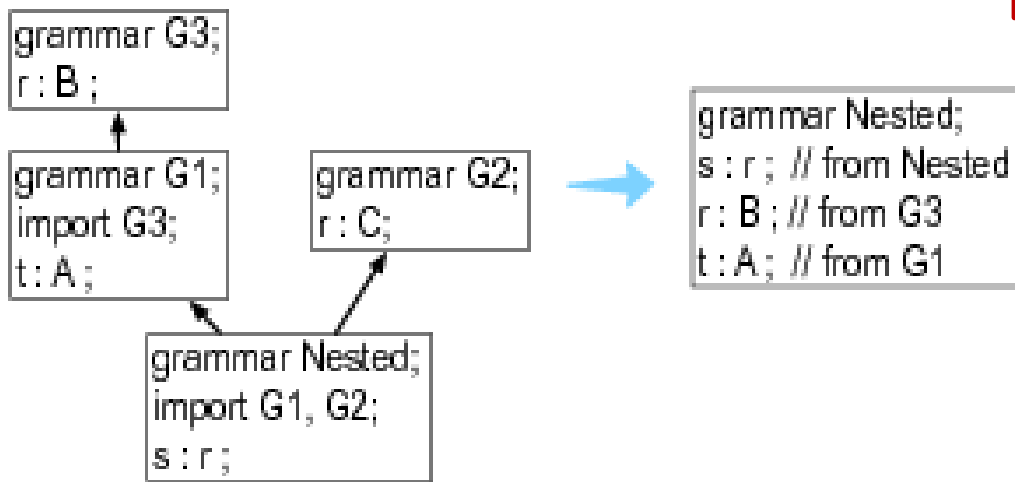 grammar G3;
r : B ;
grammar G1;
import G3;
t : A ;
grammar G2;
r : C;
grammar Nested;
import G1, G2;
s : r ;
grammar Nested;
s : r ; // from Nested
r : B ; // from G3
t : A ; // from G1